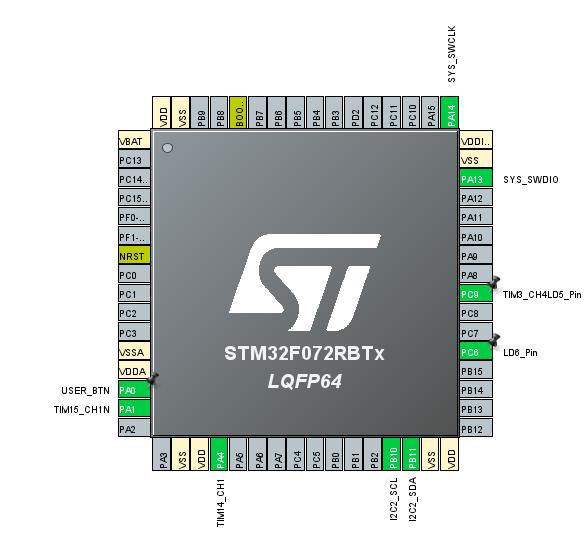 SYS_SWCLK
VDD
VSS
PB9
PB8
BOO..
PB7
PB6
PB5
PB4
PB3
PD2
PC12
PC11
PC10
PA15
PA14
VBAT
PC13
PC14..
PC15..
PF0-..
PF1-..
NRST
PC0
PC1
PC2
PC3
VSSA
VDDA
USER_BTN PA0
TIM15_CH1N PA1
PA2
ST
STM32F072RBTx
LQFP64
VDDI..
VSS
PA13 SYS_SWDIO
PA12
PA11
PA10
PA9
PA8
PC9 TIM3_CH4LD5_Pin
PC8
PC7
PC6 LD6_Pin
PB15
PB14
PB13
PB12
PA3
VSS
VDD
PA4
PA5
PA6
PA7
PC4
PC5
PB0
PB1
PB2
PB10
PB11
VSS
VDD
TIM14_CH1
I2C2_SCL
I2C2_SDA